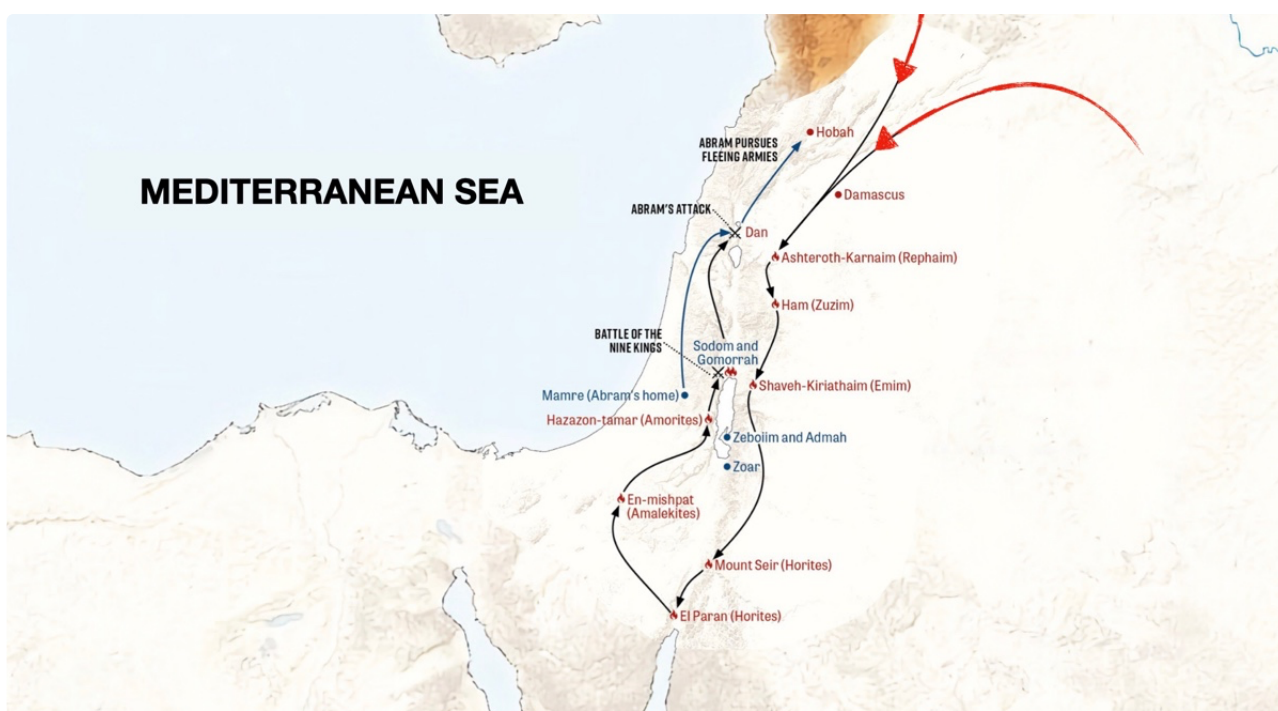 Hobah
ABRAM PURSUES
FLEEING ARMIES
MEDITERRANEAN SEA
Damascus
ABRAM'S ATTACK
Dan
Ashteroth-Karnaim (Rephaim)
Ham (Zuzim)
BATTLE OF THE
NINE KINGS
Sodom and
Gomorrah
Shaveh-Kiriathaim (Emim)
Mamre (Abram's home)
Hazazon-tamar (Amorites)
Zeboiim and Admah
Zoar
En-mishpat
(Amalekites)
Mount Seir (Horites)
El Paran (Horites)